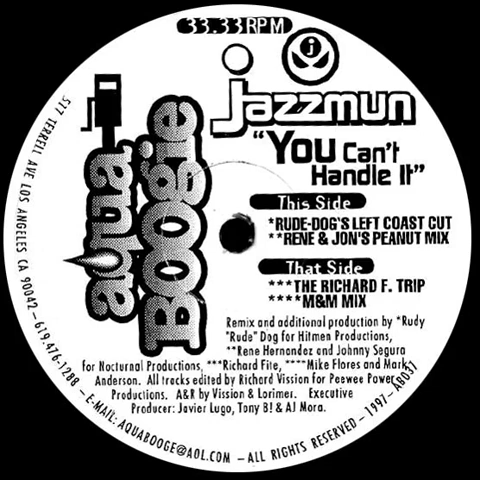 33.33RPM
j
jazzmun
"YOU Can't
Handle It"
aqua
BOOgie
This Side
*RUDE-DOG'S LEFT COAST CUT
**RENE & JON'S PEANUT MIX
That Side
***THE RICHARD F. TRIP
****M&M MIX
Remix and additional production by *Rudy
"Rude" Dog for Hitmen Productions,
**Rene Hernandez and Johnny Segura
for Nocturnal Productions, ***Richard Fite, ****Mike Flores and Mark
Anderson. All tracks edited by Richard Vission for Peewee Power
Productions. A&R by Vission & Lorimer. Executive
Producer: Javier Lugo, Tony B! & AJ Mora.
517 TERRELL AVE LOS ANGELES CA 90042 - 619.476-1288 - E-MAIL: AQUABOOGE@AOL.COM - ALL RIGHTS RESERVED - 1997 - AB037